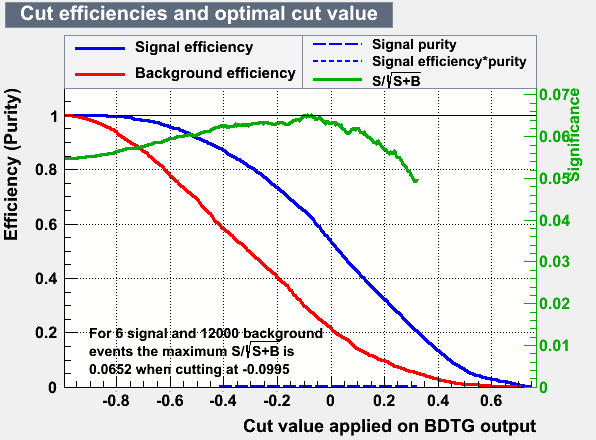 Cut efficiencies and optimal cut value
Signal efficiency
Background efficiency
Signal purity
Signal efficiency*purity
S/√S+B
Efficiency (Purity)
1
0.8
0.6
0.4
0.2
0
0.07
0.06
0.05
0.04
0.03
0.02
0.01
0
Significance
For 6 signal and 12000 background
events the maximum S/√S+B is
0.0652 when cutting at -0.0995
-0.8 -0.6 -0.4 -0.2 0 0.2 0.4 0.6
Cut value applied on BDTG output